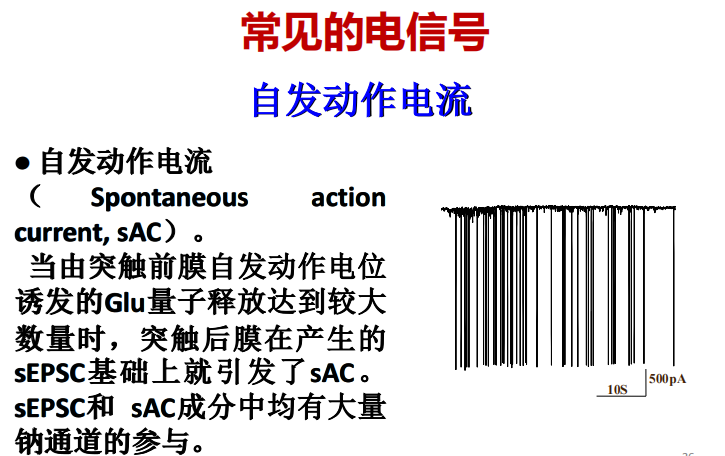 常见的电信号
自发动作电流
● 自发动作电流
（ Spontaneous action
current, sAC）。
当由突触前膜自发动作电位
诱发的Glu量子释放达到较大
数量时，突触后膜在产生的
sEPSC基础上就引发了sAC。
sEPSC和 sAC成分中均有大量
钠通道的参与。
500pA
10S